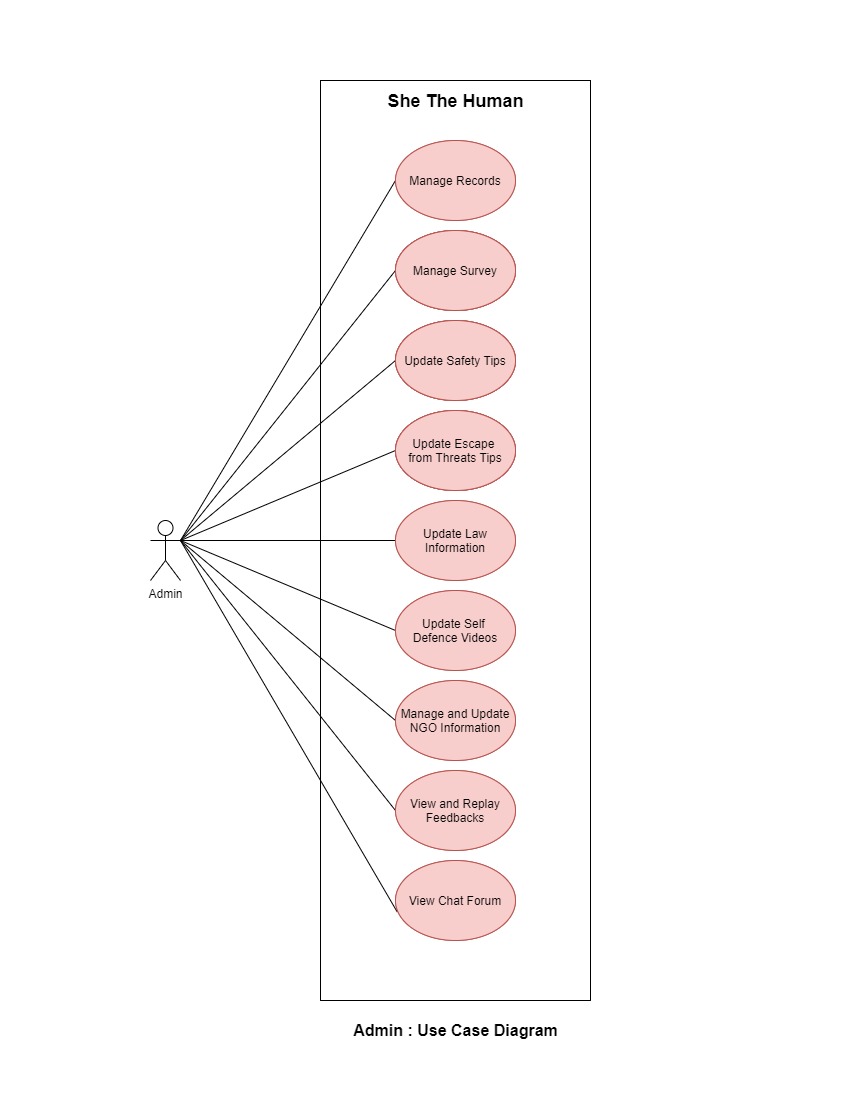 She The Human
Manage Records
Manage Survey
Update Safety Tips
Update Escape
from Threats Tips
Update Law
Information
Admin
Update Self
Defence Videos
Manage and Update
NGO Information
View and Replay
Feedbacks
View Chat Forum
Admin : Use Case Diagram